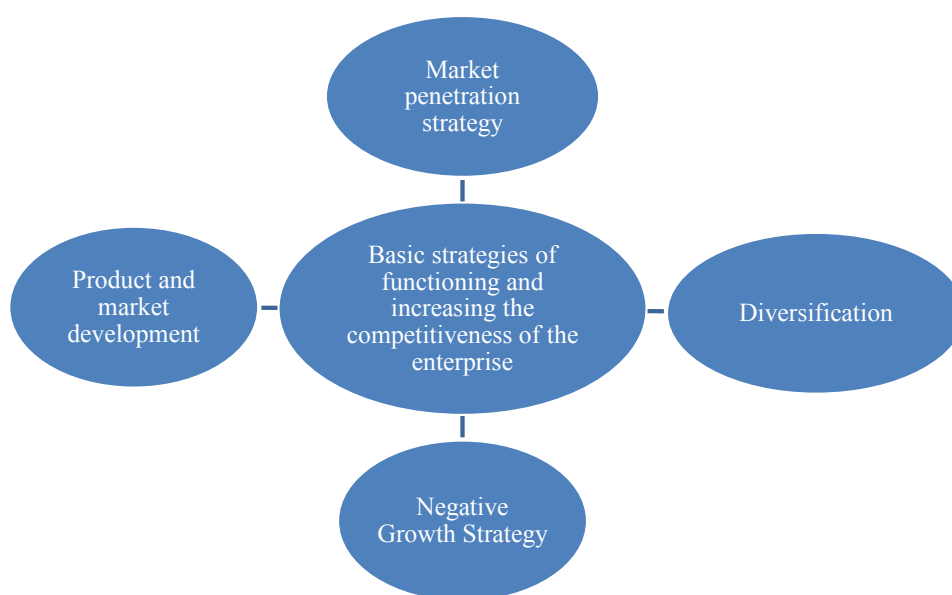 Market
penetration
strategy
Product and
market
development
Basic strategies of
functioning and
increasing the
competitiveness of the
enterprise
Diversification
Negative
Growth Strategy